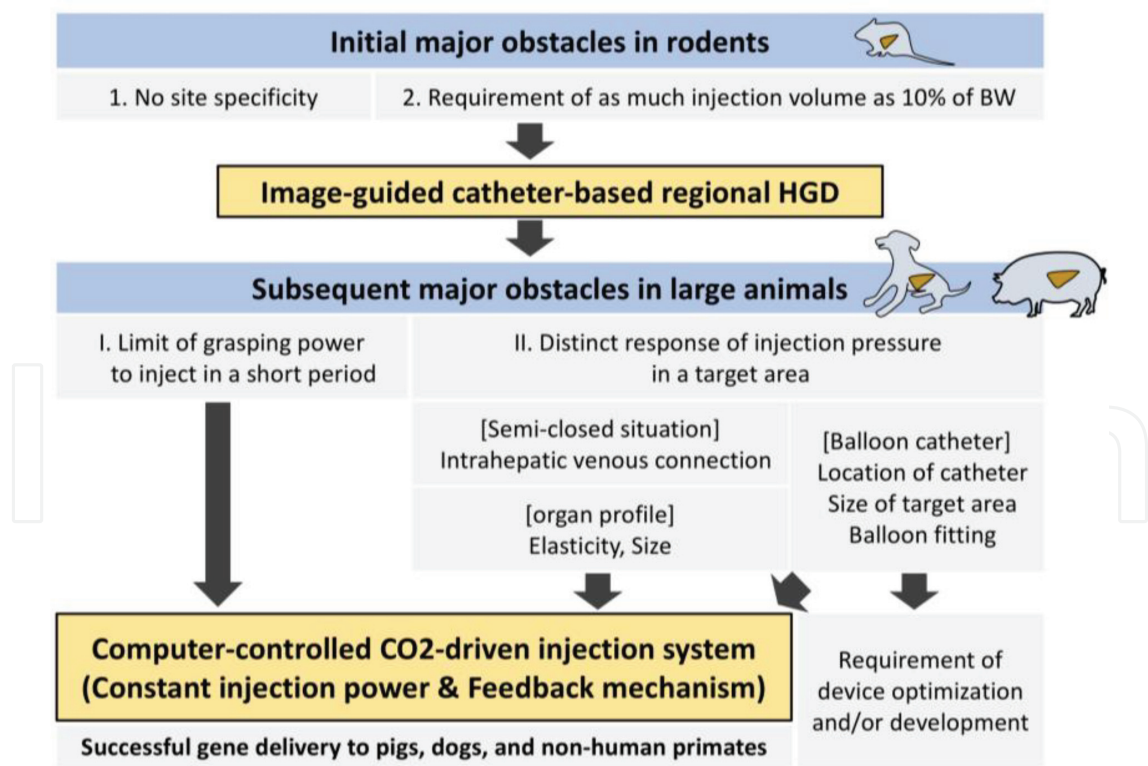 Initial major obstacles in rodents
1. No site specificity
2. Requirement of as much injection volume as 10% of BW
Image-guided catheter-based regional HGD
Subsequent major obstacles in large animals
I. Limit of grasping power
to inject in a short period
II. Distinct response of injection pressure
in a target area
[Semi-closed situation]
Intrahepatic venous connection
[organ profile]
Elasticity, Size
[Balloon catheter]
Location of catheter
Size of target area
Balloon fitting
Computer-controlled CO2-driven injection system
(Constant injection power & Feedback mechanism)
Successful gene delivery to pigs, dogs, and non-human primates
Requirement of
device optimization
and/or development